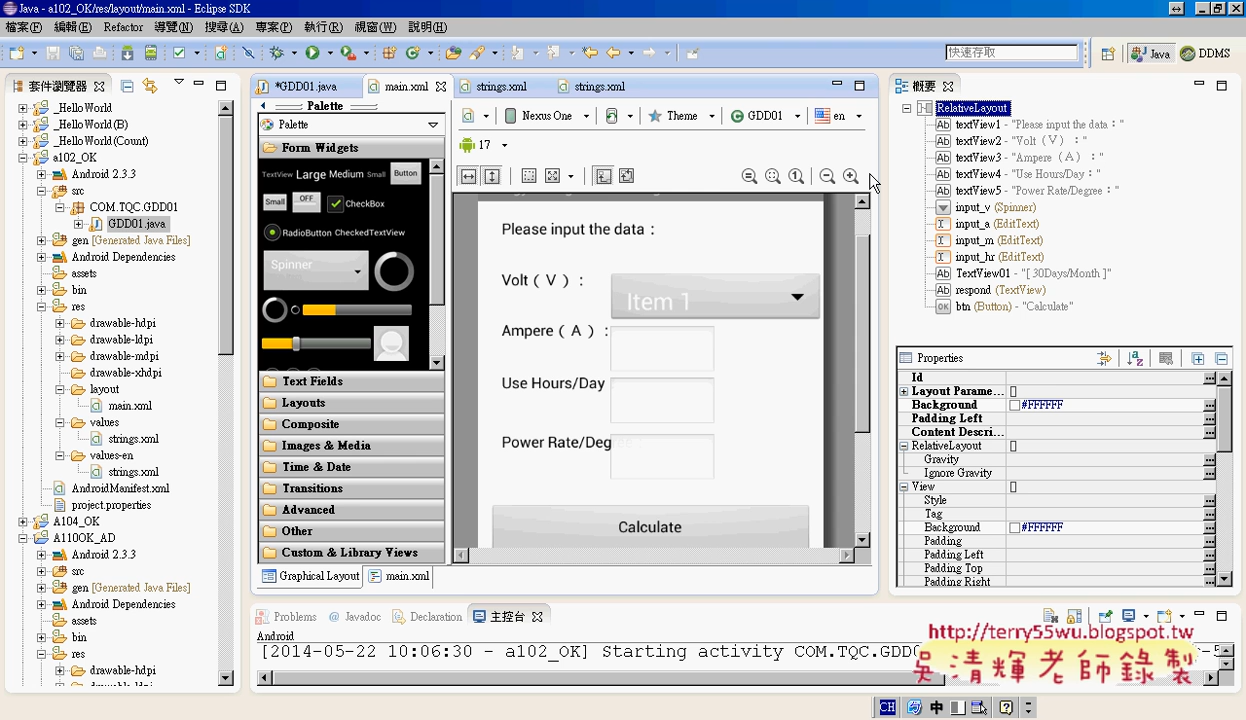 Java - a102_OK/res/layout/main.xml - Eclipse SDK
檔案(F) 編輯(E) Refactor 導覽(N) 搜尋(A) 專案(P) 執行(R) 視窗(W) 說明(H)
快速存取
Java
DDMS
套件瀏覽器
_HelloWorld
_HelloWorld(B)
_HelloWorld(Count)
a102_OK
Android 2.3.3
src
COM.TQC.GDD01
GDD01.java
gen [Generated Java Files]
Android Dependencies
assets
bin
res
drawable-hdpi
drawable-ldpi
drawable-mdpi
drawable-xhdpi
layout
main.xml
values
strings.xml
values-en
strings.xml
AndroidManifest.xml
project.properties
A104_OK
A110OK_AD
Android 2.3.3
src
gen [Generated Java Files]
Android Dependencies
assets
bin
res
drawable-hdpi
*GDD01.java
main.xml
strings.xml
strings.xml
Palette
Palette
Form Widgets
TextView Large Medium Small Button
Small OFF CheckBox
RadioButton CheckedTextView
Spinner
Text Fields
Layouts
Composite
Images & Media
Time & Date
Transitions
Advanced
Other
Custom & Library Views
Nexus One
Theme
GDD01
en
17
Please input the data：
Volt（V）：
Item 1
Ampere（A）：
Use Hours/Day
Power Rate/Deg
Calculate
Graphical Layout
main.xml
概要
RelativeLayout
textView1 - "Please input the data："
textView2 - "Volt（V）："
textView3 - "Ampere（A）："
textView4 - "Use Hours/Day："
textView5 - "Power Rate/Degree："
input_v (Spinner)
input_a (EditText)
input_m (EditText)
input_hr (EditText)
TextView01 - "[ 30Days/Month ]"
respond (TextView)
btn (Button) - "Calculate"
Properties
Id
Layout Parame... []
Background #FFFFFF
Padding Left
Content Descri...
RelativeLayout []
Gravity
Ignore Gravity
View []
Style
Tag
Background #FFFFFF
Padding
Padding Left
Padding Top
Padding Right
Problems
@ Javadoc
Declaration
主控台
Android
[2014-05-22 10:06:30 - a102_OK] Starting activity COM.TQC.GDD
http://terry55wu.blogspot.tw
吳清輝老師錄製
CH
中